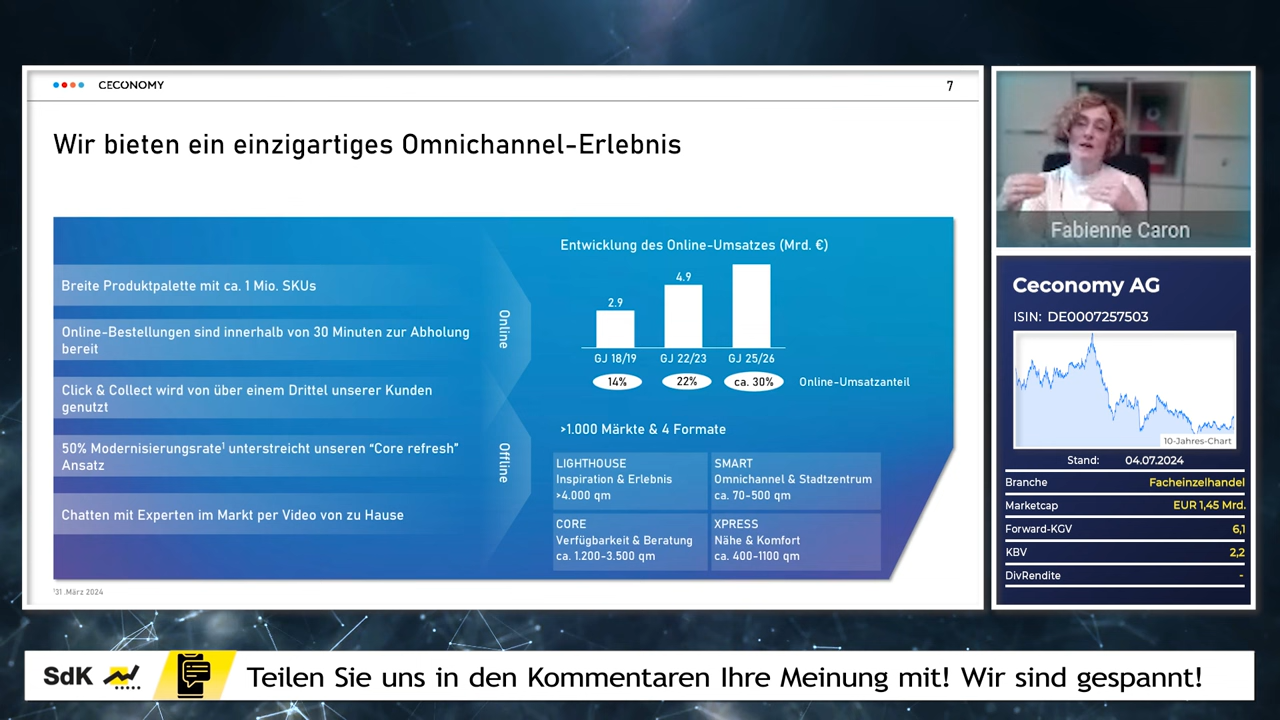 CECONOMY
7
Wir bieten ein einzigartiges Omnichannel-Erlebnis
Breite Produktpalette mit ca. 1 Mio. SKUs
Online-Bestellungen sind innerhalb von 30 Minuten zur Abholung
bereit
Click & Collect wird von über einem Drittel unserer Kunden
genutzt
50% Modernisierungsrate¹ unterstreicht unseren “Core refresh”
Ansatz
Chatten mit Experten im Markt per Video von zu Hause
Online
Offline
Entwicklung des Online-Umsatzes (Mrd. €)
2.9
4.9
GJ 18/19 GJ 22/23 GJ 25/26
14% 22% ca. 30% Online-Umsatzanteil
>1.000 Märkte & 4 Formate
LIGHTHOUSE
Inspiration & Erlebnis
>4.000 qm
SMART
Omnichannel & Stadtzentrum
ca. 70-500 qm
CORE
Verfügbarkeit & Beratung
ca. 1.200-3.500 qm
XPRESS
Nähe & Komfort
ca. 400-1100 qm
¹31 .März 2024
Fabienne Caron
Ceconomy AG
ISIN: DE0007257503
10-Jahres-Chart
Stand: 04.07.2024
Branche Facheinzelhandel
Marketcap EUR 1,45 Mrd.
Forward-KGV 6,1
KBV 2,2
DivRendite -
SdK
Teilen Sie uns in den Kommentaren Ihre Meinung mit! Wir sind gespannt!